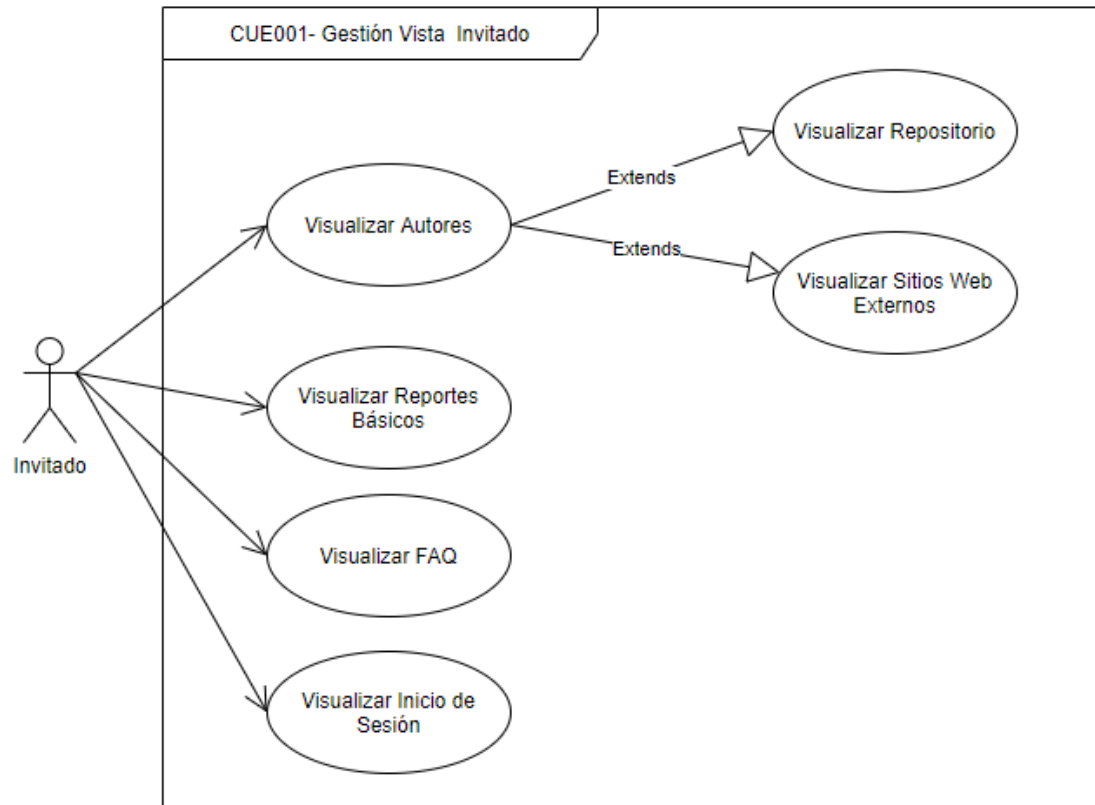 CUE001- Gestión Vista Invitado
Visualizar Repositorio
Extends
Visualizar Autores
Extends
Visualizar Sitios Web
Externos
Visualizar Reportes
Básicos
Invitado
Visualizar FAQ
Visualizar Inicio de
Sesión